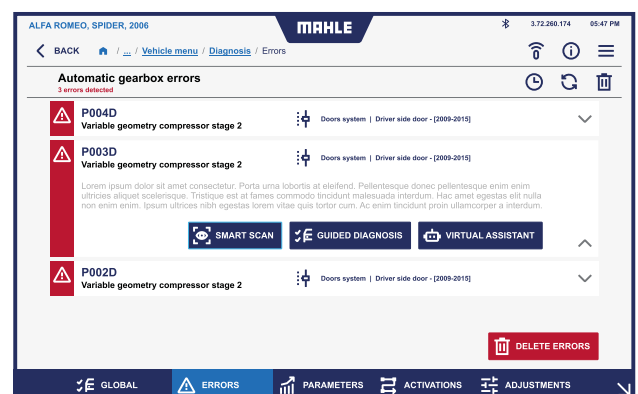 ALFA ROMEO, SPIDER, 2006
MAHLE
3.72.260.174
05:47 PM
BACK / ... / Vehicle menu / Diagnosis / Errors
Automatic gearbox errors
3 errors detected
P004D
Variable geometry compressor stage 2
Doors system | Driver side door - [2009-2015]
P003D
Variable geometry compressor stage 2
Doors system | Driver side door - [2009-2015]
Lorem ipsum dolor sit amet consectetur. Porta urna lobortis at eleifend. Pellentesque donec pellentesque enim enim
ultricies aliquet scelerisque. Tristique est at fames commodo tincidunt malesuada interdum. Hac amet egestas elit nulla
non enim enim. Ipsum ultrices nibh egestas lorem vitae quis tortor cum. Ac enim tincidunt proin ullamcorper a interdum.
SMART SCAN
GUIDED DIAGNOSIS
VIRTUAL ASSISTANT
P002D
Variable geometry compressor stage 2
Doors system | Driver side door - [2009-2015]
DELETE ERRORS
GLOBAL
ERRORS
PARAMETERS
ACTIVATIONS
ADJUSTMENTS